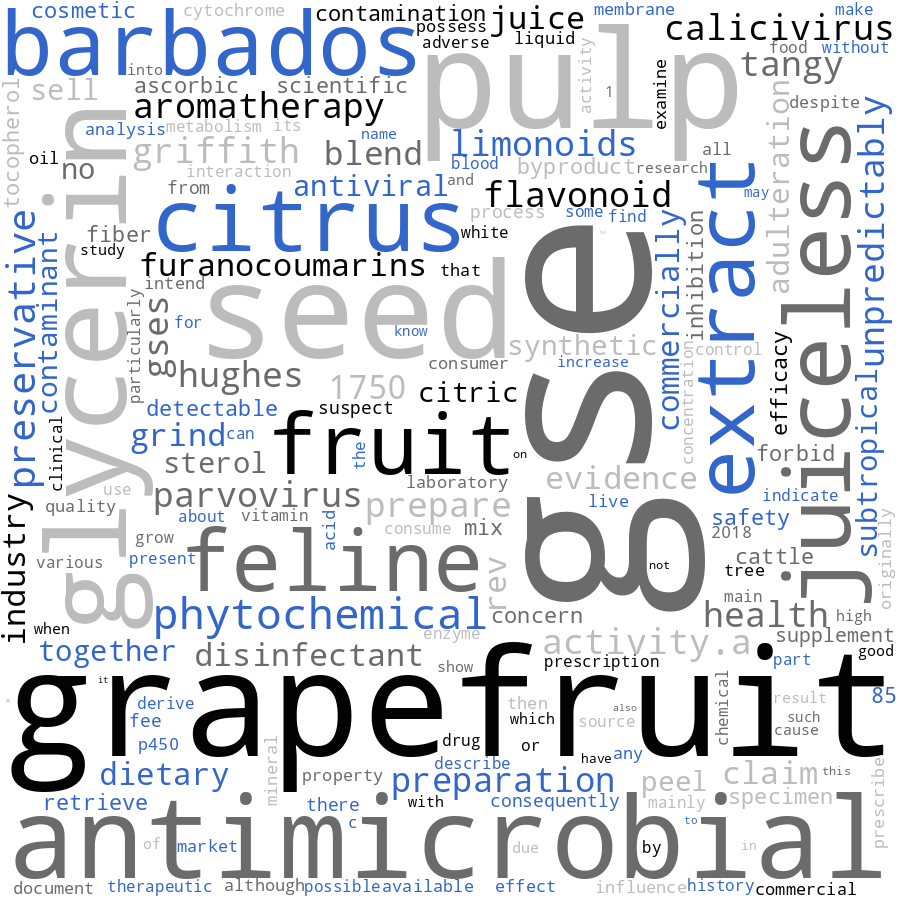 cosmetic cytochrome contamination juice membrane make
barbados possess adverse liquid calicivirus
into pulp activity 1 examine tangy food without
sell ascorbic scientific
tocopherol aromatherapy despite
analysis metabolism its name limonoids
oil no griffith blend blood byproduct research all adulteration
interaction
from antiviral and flavonoid may
glycerin citrus process some find extract juiceless unpredictably
fiber white
study furanocoumarins that commercially inhibition
preservative contaminant intend seed gse
particularly gses for know synthetic concentration control
hughes consumer increase efficacy
1750 citric
detectable suspect
clinical grind can fruit the on forbid subtropical
sterol laboratory evidence
quality use parvovirus prepare live indicate
about vitamin acid consume mix safety 2018 originally
industry grow feline
various present not cattle
rev tree main
phytochemical concern health high
when enzyme activity.a supplement
together disinfectant show prescription part good
grapefruit
it derive then also chemical result 85
fee which source such
p450 drug or have any cause
describe
dietary mineral property preparation peel claim this
retrieve there with consequently mainly specimen prescribe
c to
antimicrobial
of market due by in
document therapeutic although possible available effect influence history commercial